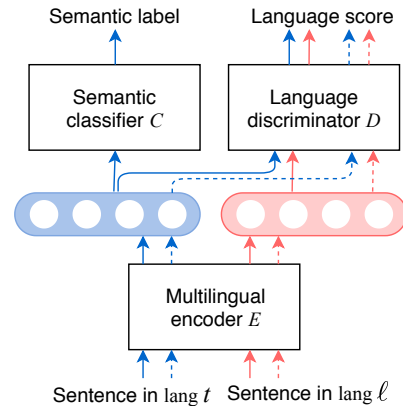 Semantic label
Language score
Semantic
classifier C
Language
discriminator D
Multilingual
encoder E
Sentence in lang t
Sentence in lang ℓ